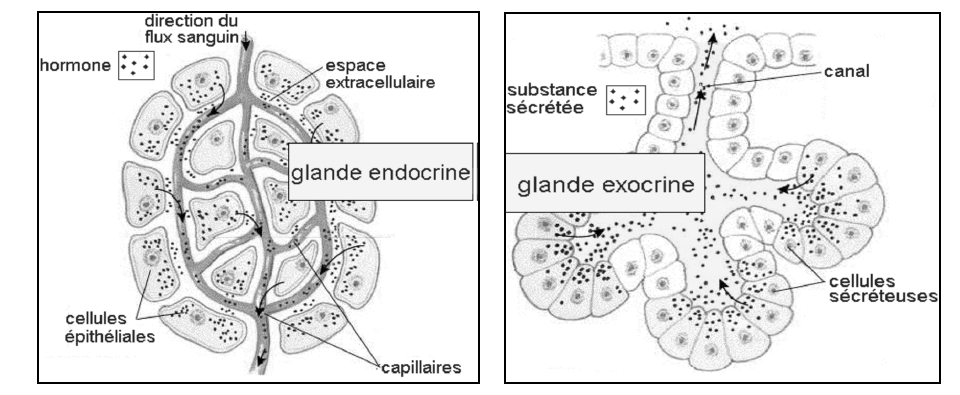 direction du
flux sanguin
hormone
espace
extracellulaire
glande endocrine
cellules
épithéliales
capillaires
canal
substance
sécrétée
glande exocrine
cellules
sécréteuses